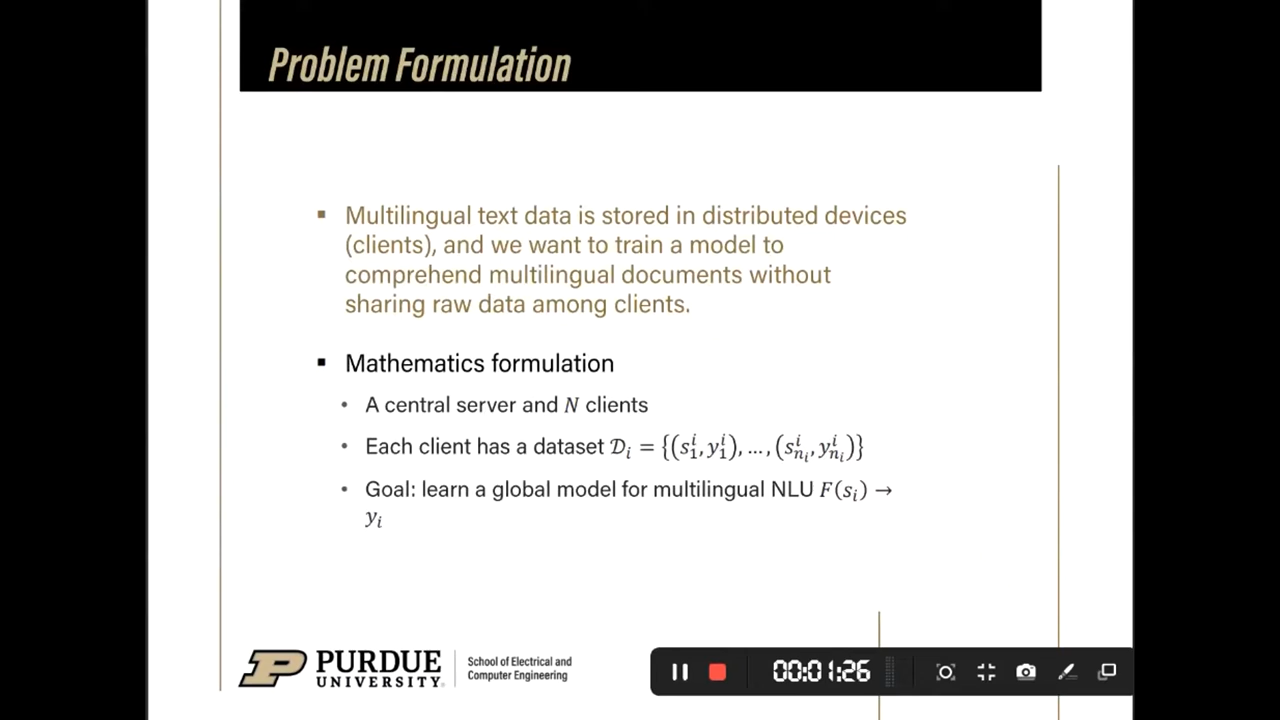 Problem Formulation
▪ Multilingual text data is stored in distributed devices
(clients), and we want to train a model to
comprehend multilingual documents without
sharing raw data among clients.
▪ Mathematics formulation
• A central server and N clients
• Each client has a dataset 𝒟ᵢ = {(s₁ⁱ, y₁ⁱ), ... , (sₙᵢⁱ, yₙᵢⁱ)}
• Goal: learn a global model for multilingual NLU F(sᵢ) →
yᵢ
PURDUE
UNIVERSITY.
School of Electrical and
Computer Engineering
00:01:26